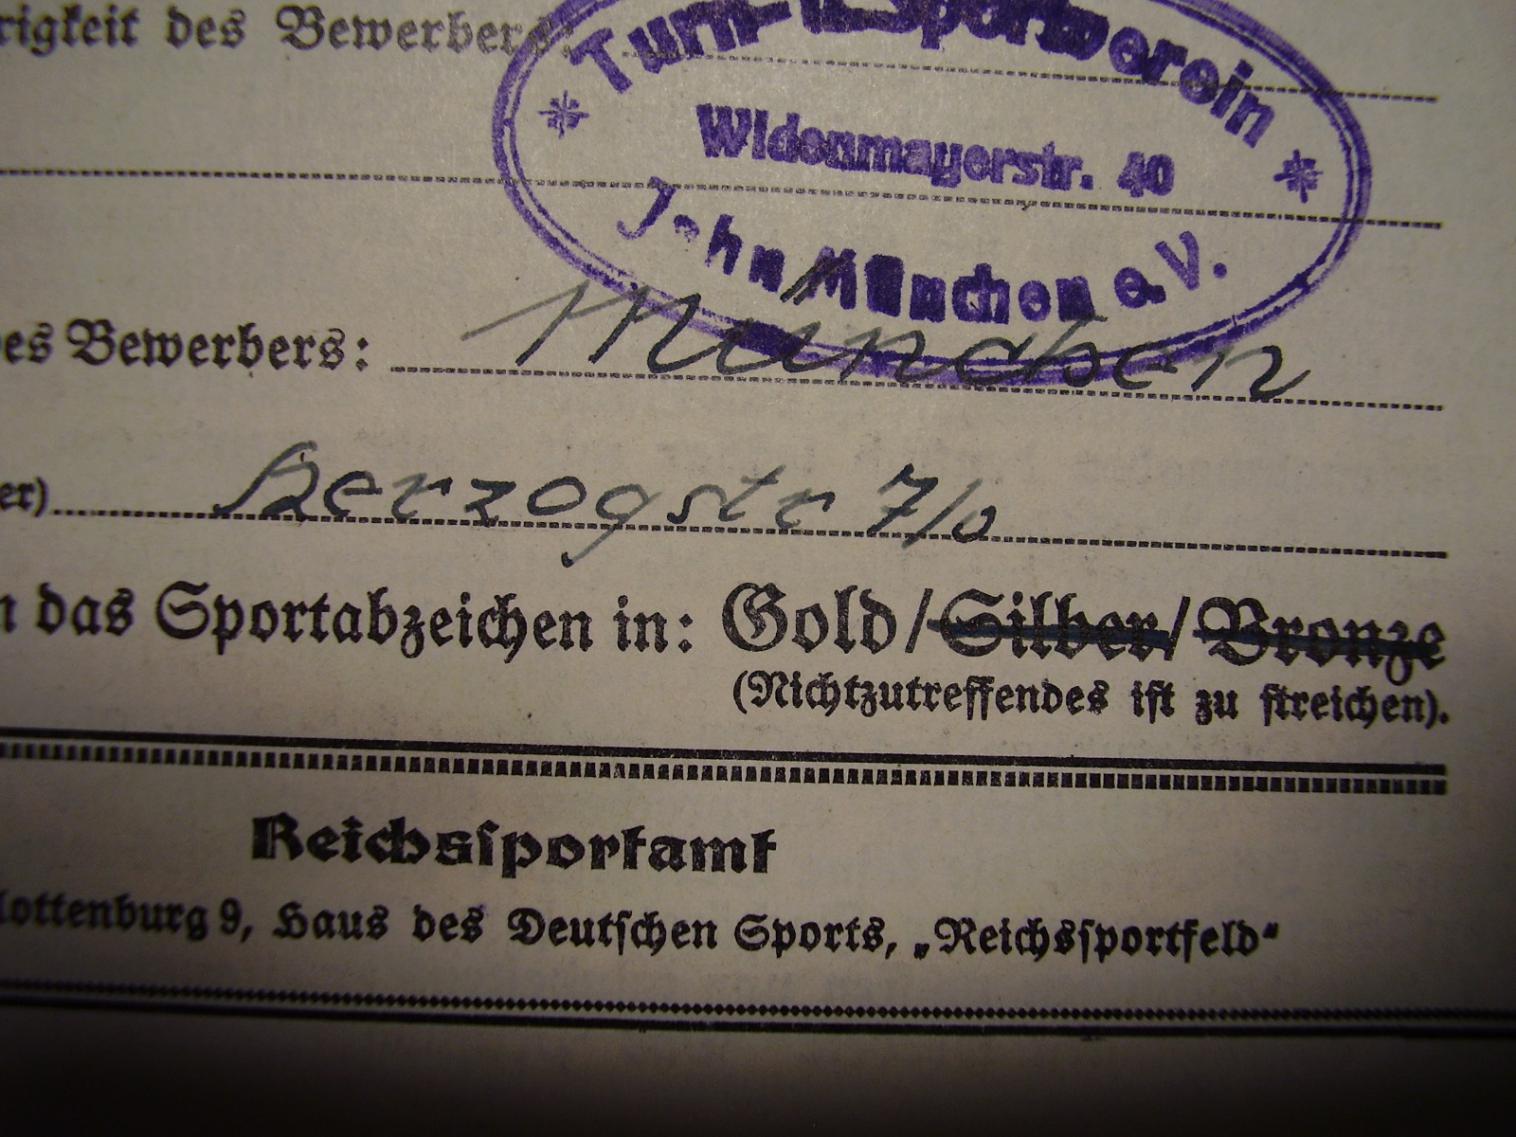 rigkeit des Bewerbers:
Turn- u. Sportverein
Widenmayerstr. 40
Jahn München e.V.
es Bewerbers: München
er) Herzogstr 7/0
n das Sportabzeichen in: Gold/Silber/Bronze
(Nichtzutreffendes ist zu streichen).
Reichssportamt
lottenburg 9, Haus des Deutschen Sports, „Reichssportfeld“